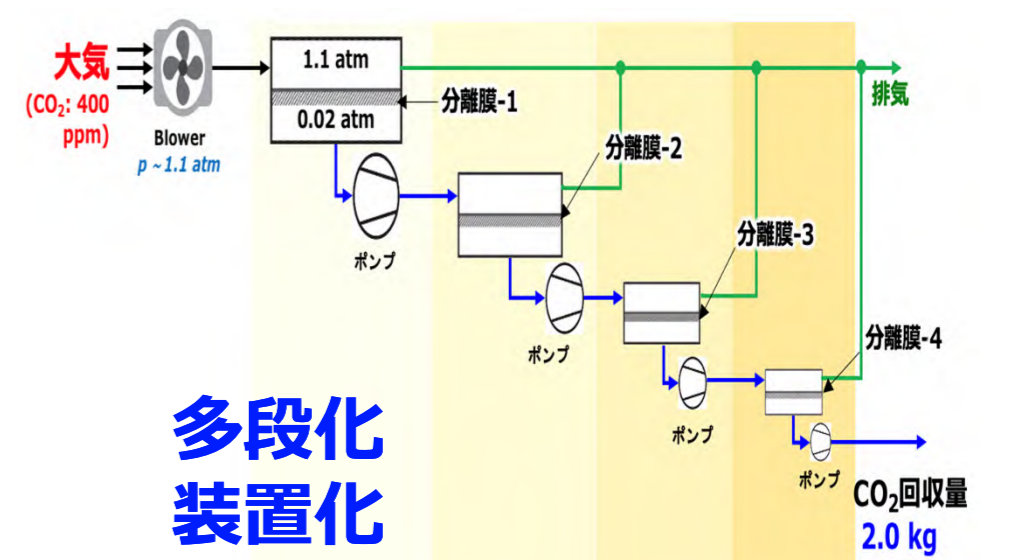 大気
(CO₂: 400
ppm)
Blower
p ~1.1 atm
1.1 atm
0.02 atm
分離膜-1
排気
分離膜-2
ポンプ
分離膜-3
ポンプ
分離膜-4
ポンプ
ポンプ
多段化
装置化
CO₂回収量
2.0 kg